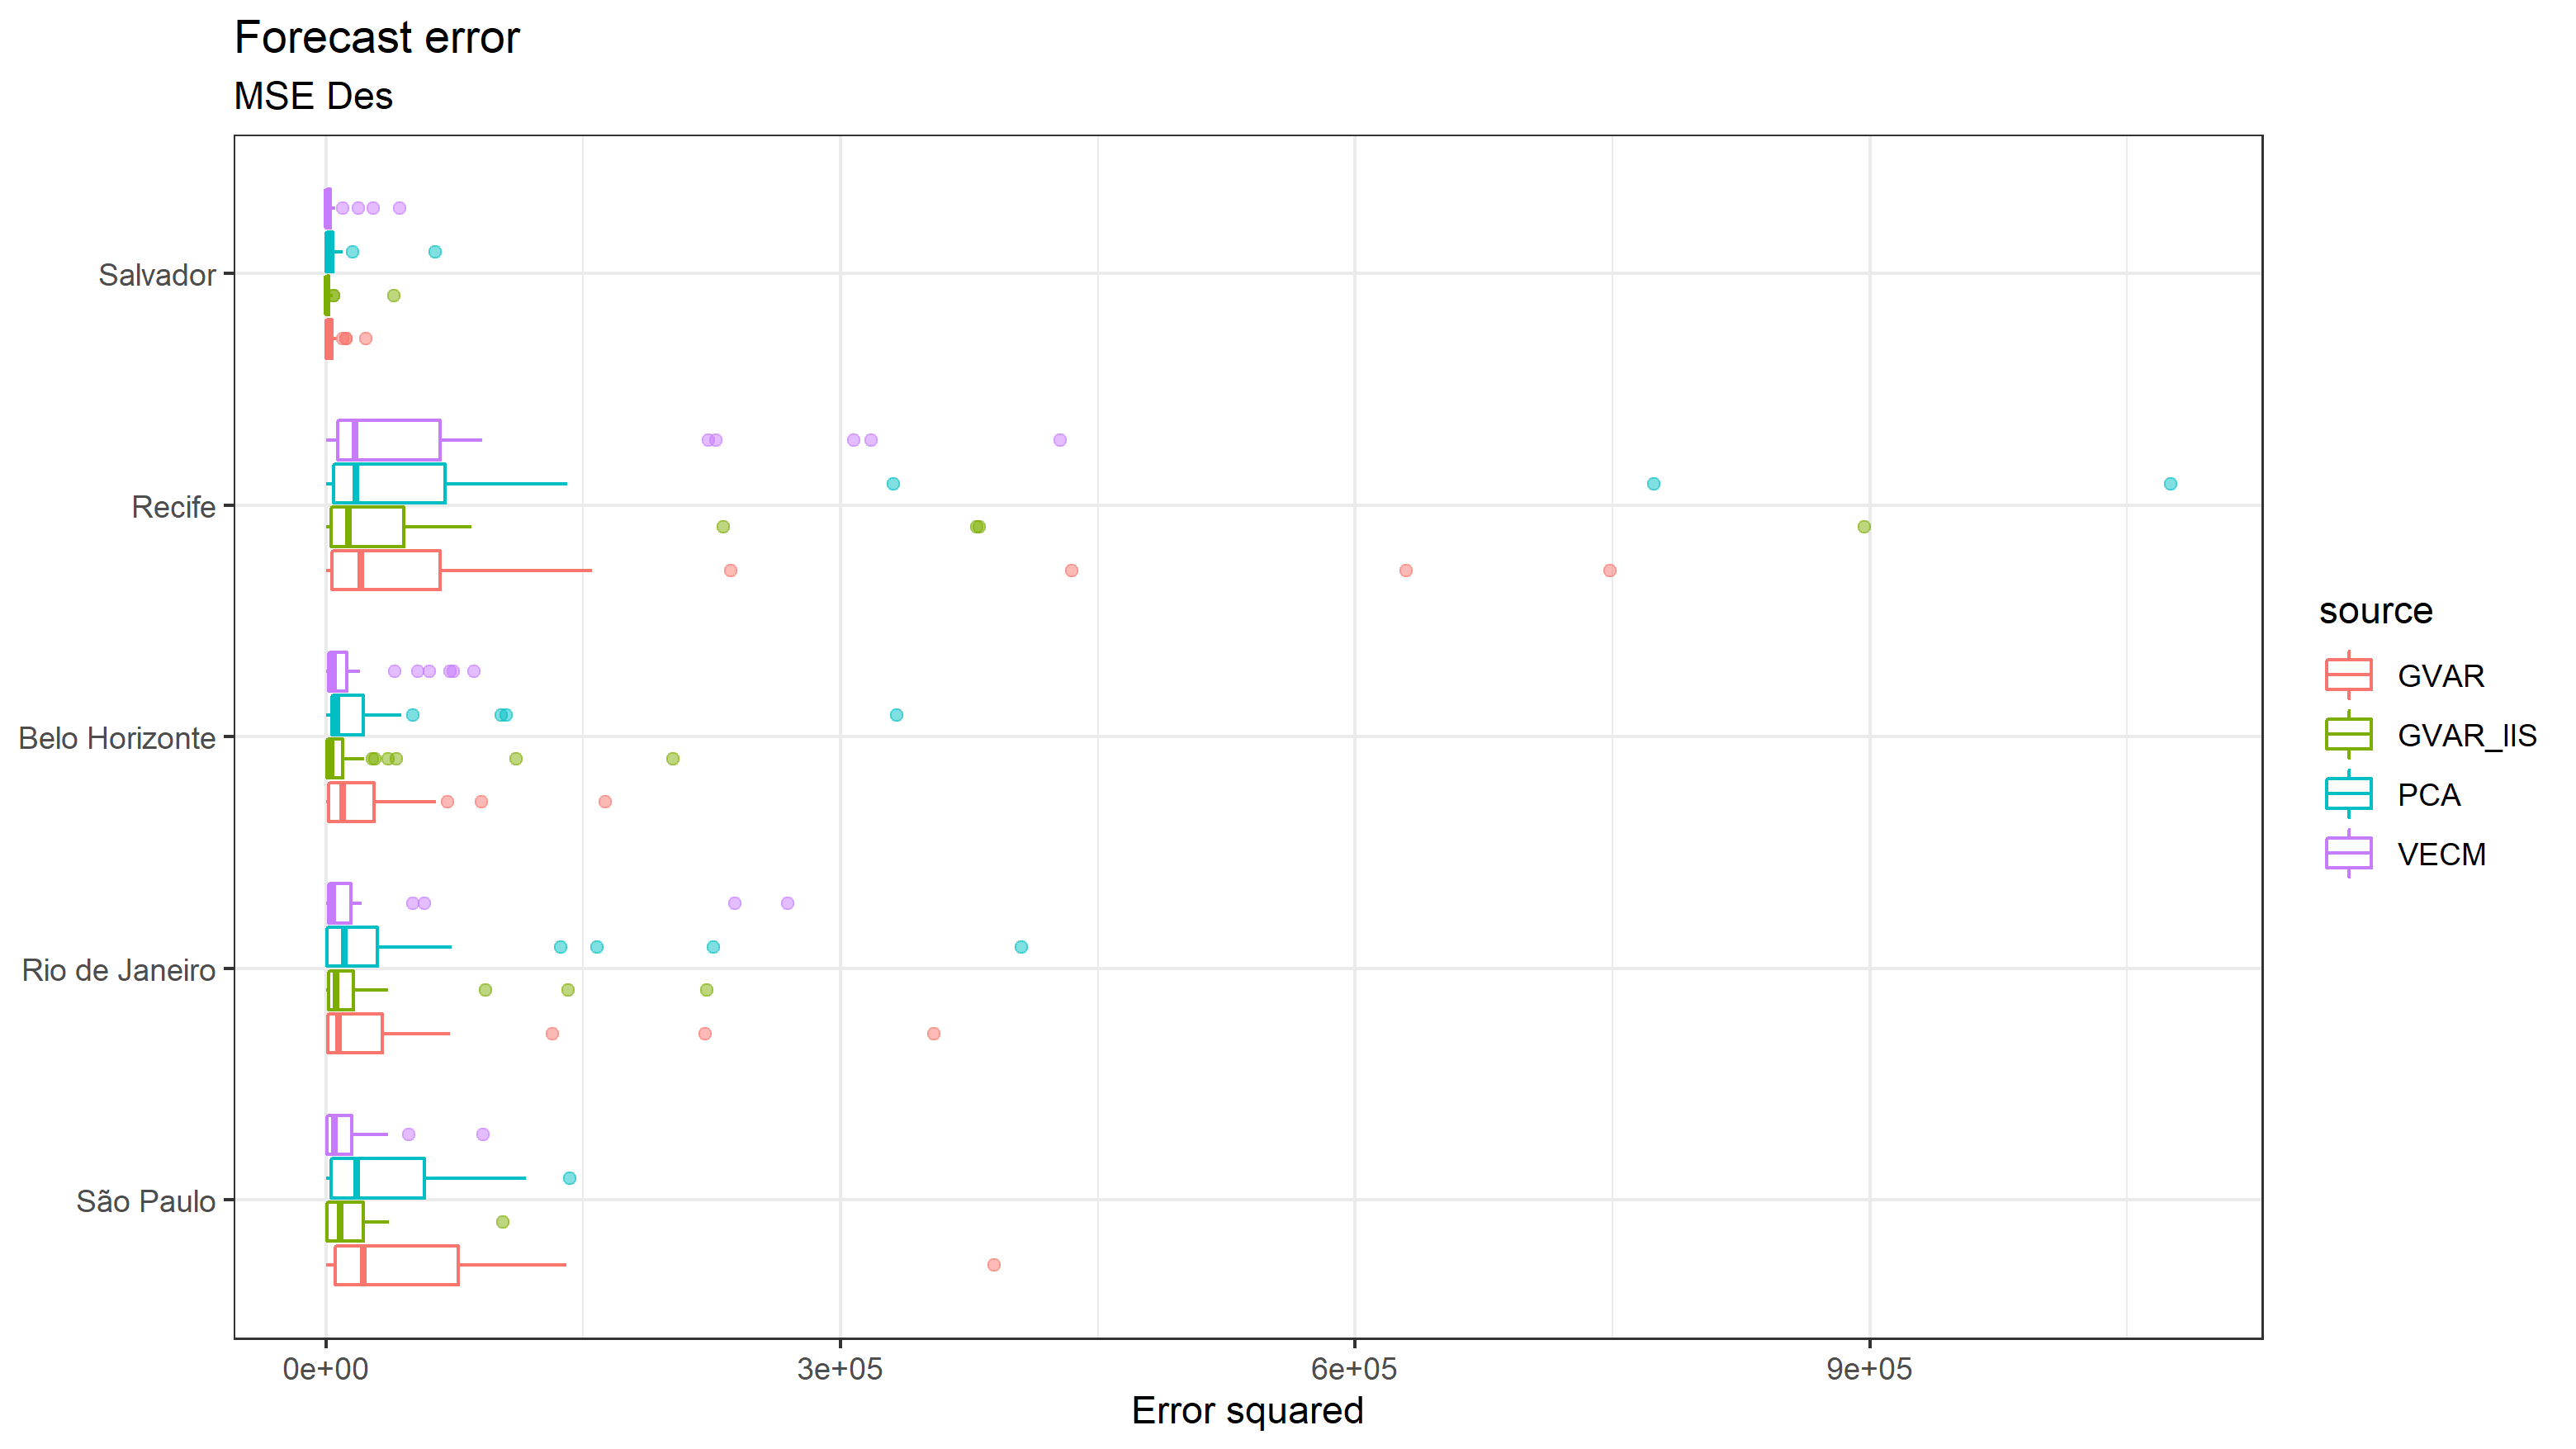 Forecast error
MSE Des
Salvador
Recife
Belo Horizonte
Rio de Janeiro
São Paulo
0e+00
3e+05
6e+05
9e+05
Error squared
source
GVAR
GVAR_IIS
PCA
VECM